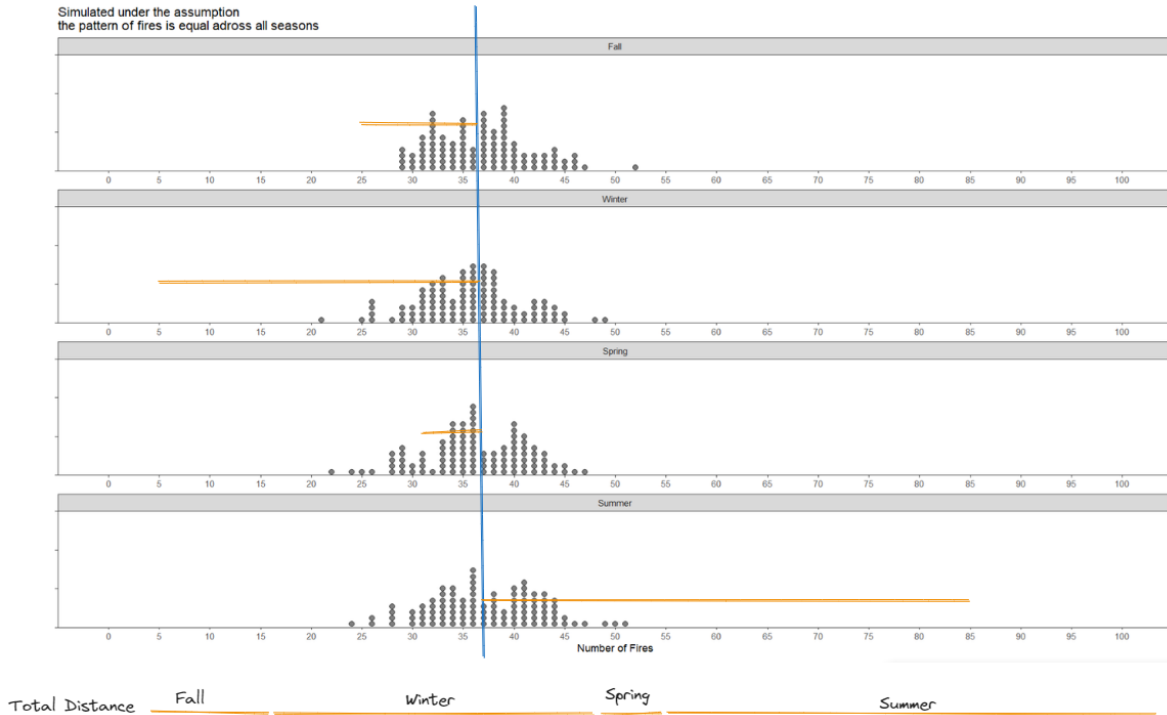 Simulated under the assumption
the pattern of fires is equal adross all seasons
Fall
0 5 10 15 20 25 30 35 40 45 50 55 60 65 70 75 80 85 90 95 100
Winter
0 5 10 15 20 25 30 35 40 45 50 55 60 65 70 75 80 85 90 95 100
Spring
0 5 10 15 20 25 30 35 40 45 50 55 60 65 70 75 80 85 90 95 100
Summer
0 5 10 15 20 25 30 35 40 45 50 55 60 65 70 75 80 85 90 95 100
Number of Fires
Total Distance Fall Winter Spring Summer